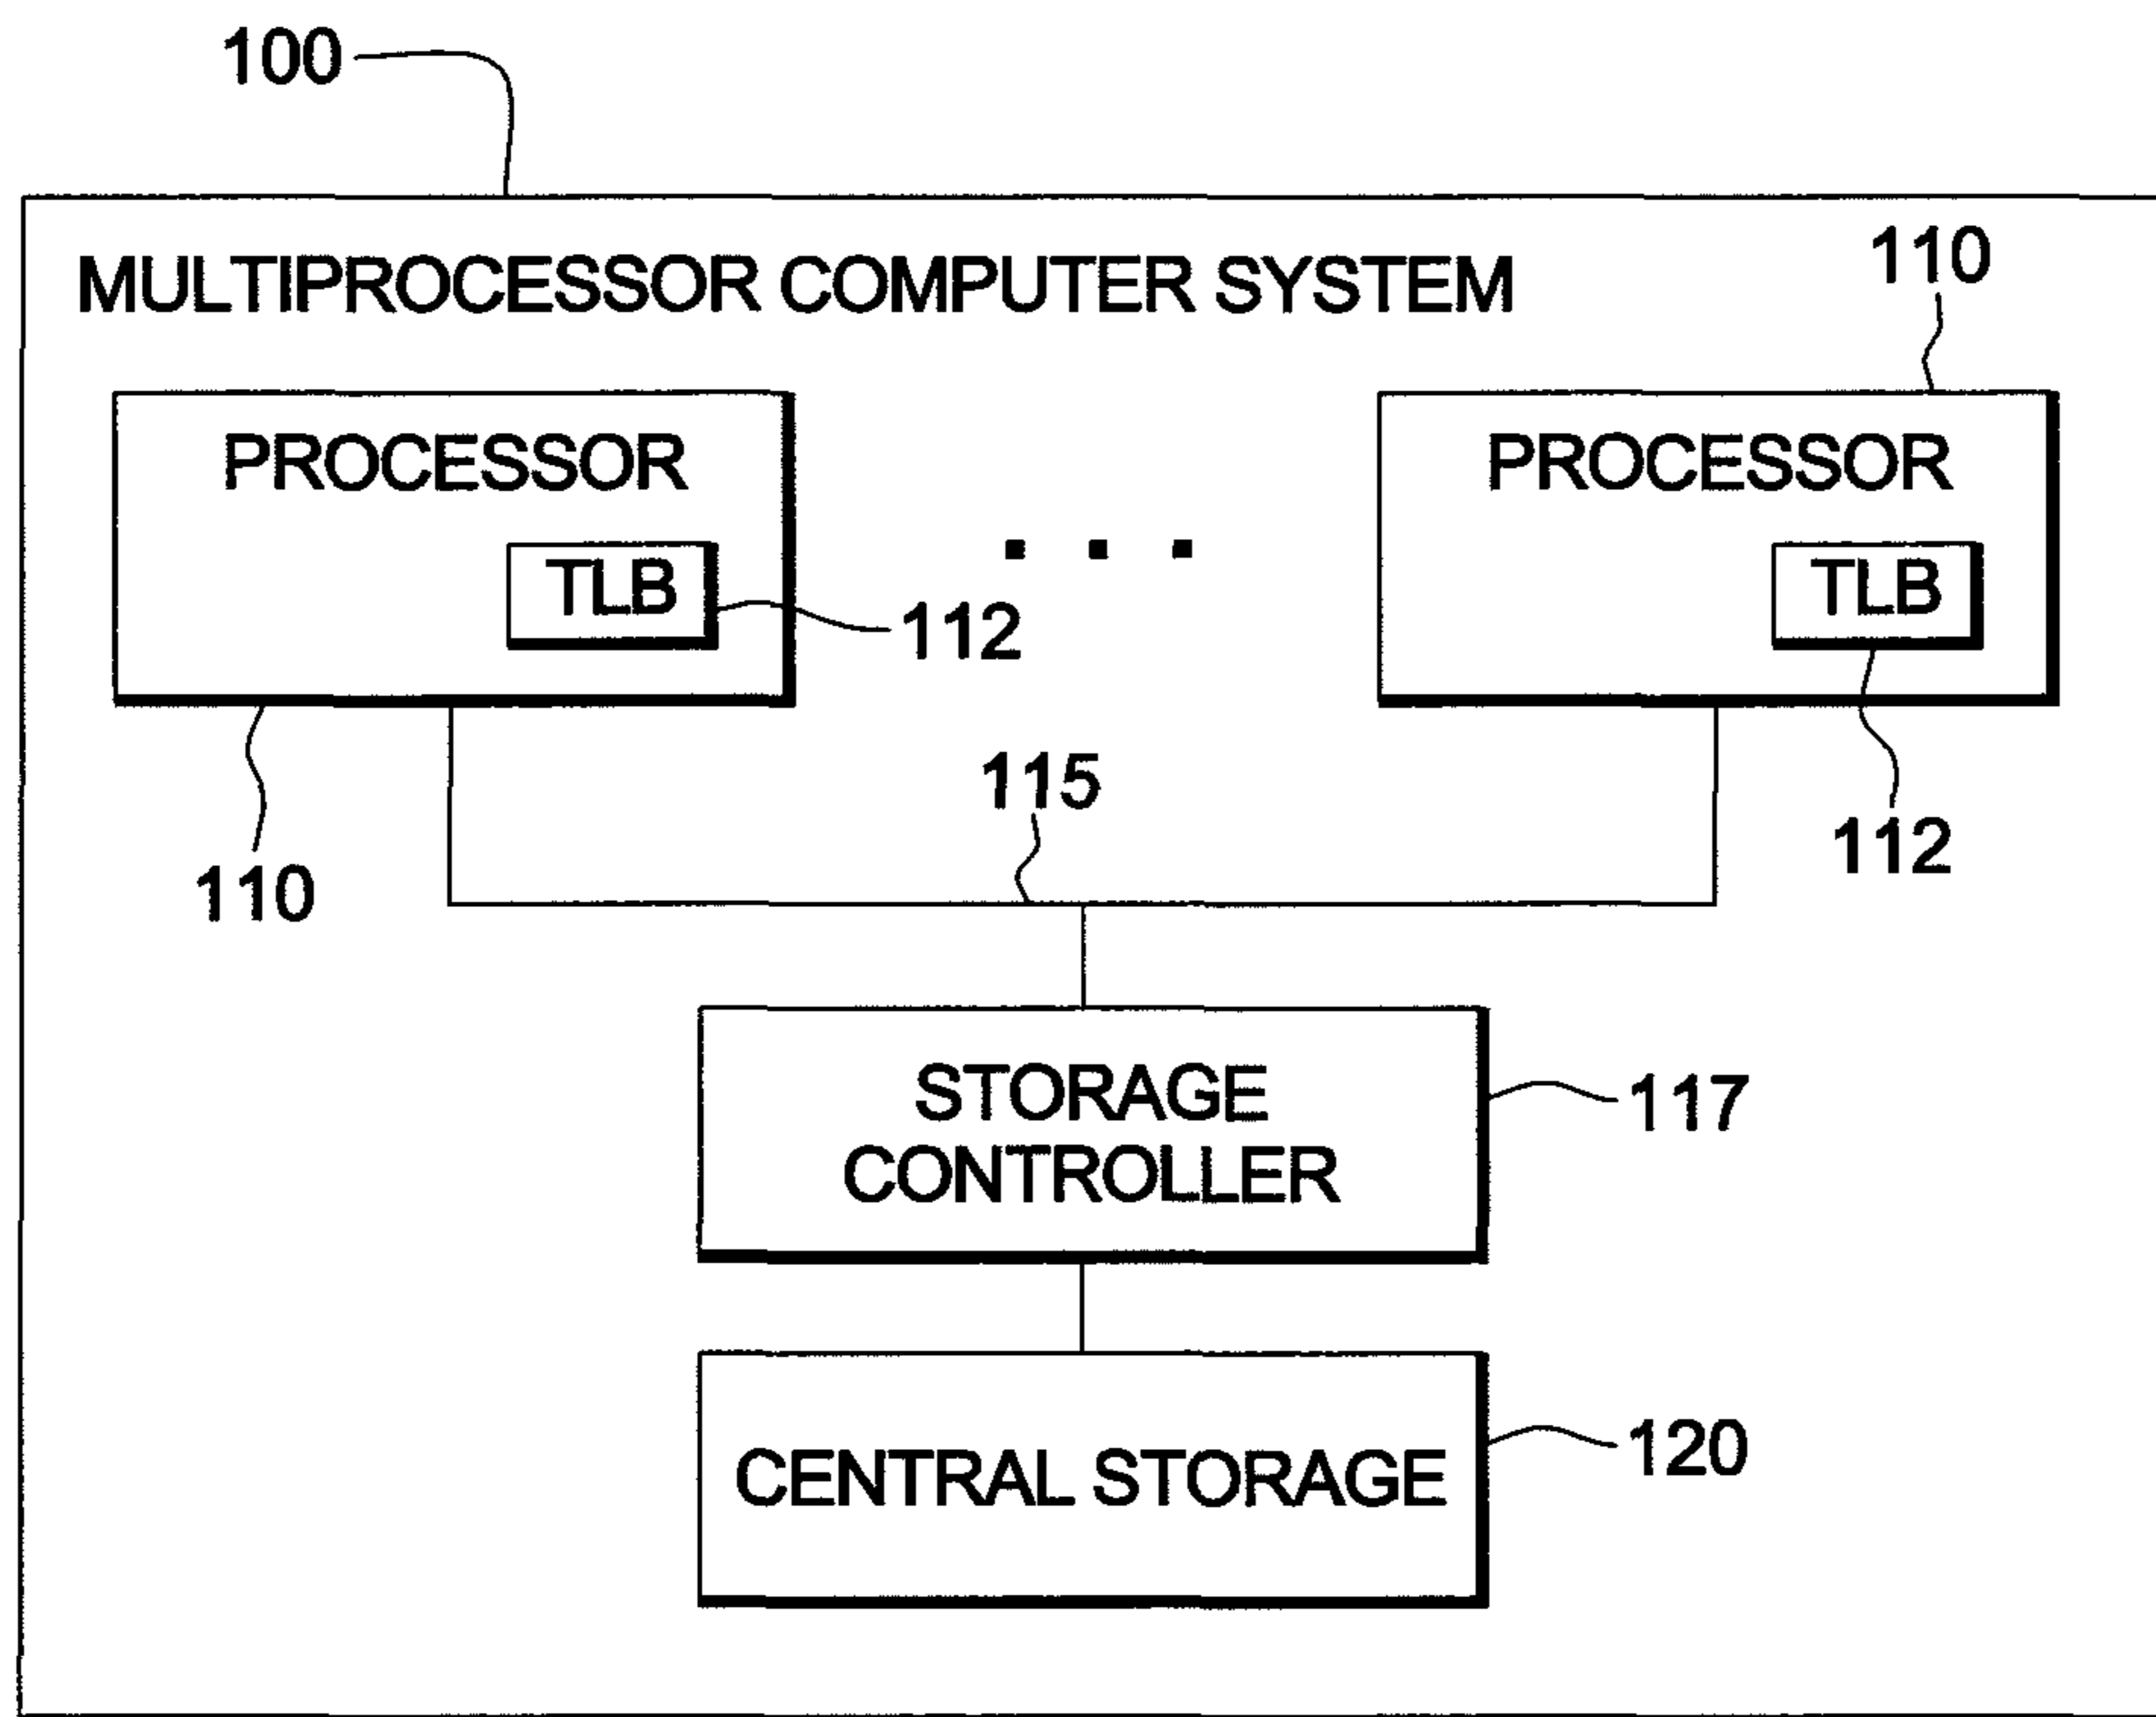 100
MULTIPROCESSOR COMPUTER SYSTEM
110
PROCESSOR
TLB
112
110
. . .
PROCESSOR
TLB
112
115
STORAGE
CONTROLLER
117
CENTRAL STORAGE
120